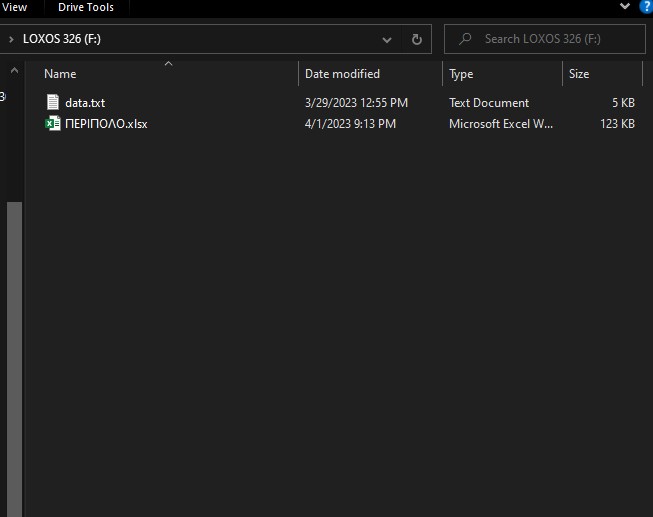 View Drive Tools ?
LOXOS 326 (F:) Search LOXOS 326 (F:)
Name Date modified Type Size
data.txt 3/29/2023 12:55 PM Text Document 5 KB
ΠΕΡΙΠΟΛΟ.xlsx 4/1/2023 9:13 PM Microsoft Excel W... 123 KB